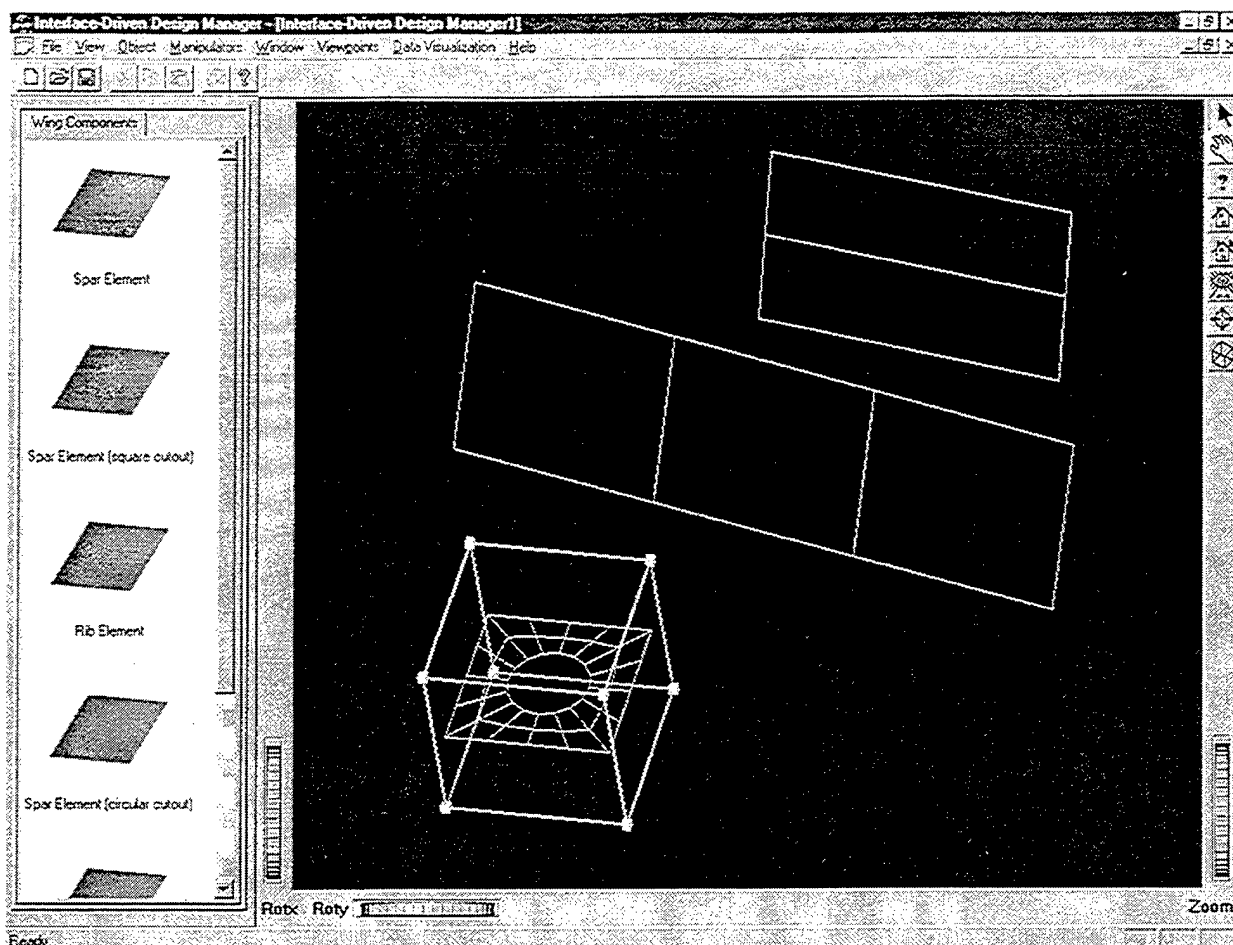 Interface-Driven Design Manager - [Interface-Driven Design Manager1]
File View Object Manipulators Window Viewpoints Data Visualization Help
Wing Components
Spar Element
Spar Element (square cutout)
Rib Element
Spar Element (circular cutout)
Rotx Roty
Zoom
Ready